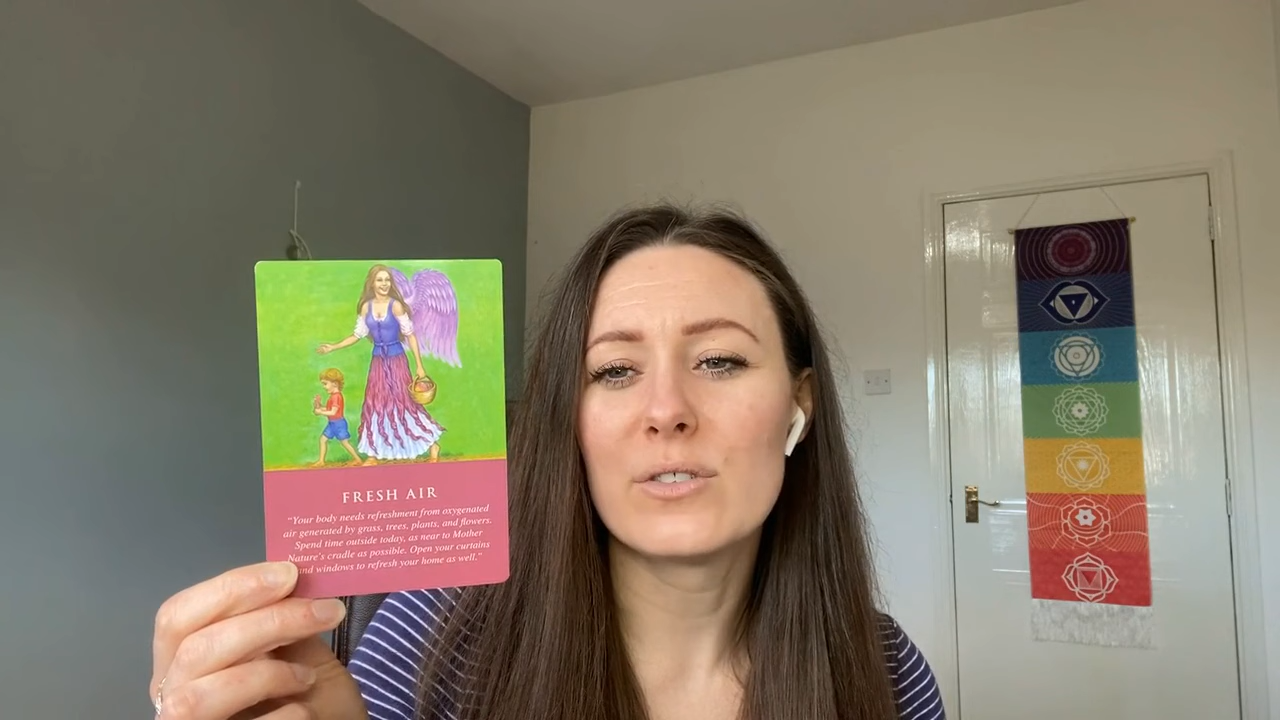 FRESH AIR
"Your body needs refreshment from oxygenated
air generated by grass, trees, plants, and flowers.
Spend time outside today, as near to Mother
Nature's cradle as possible. Open your curtains
and windows to refresh your home as well."